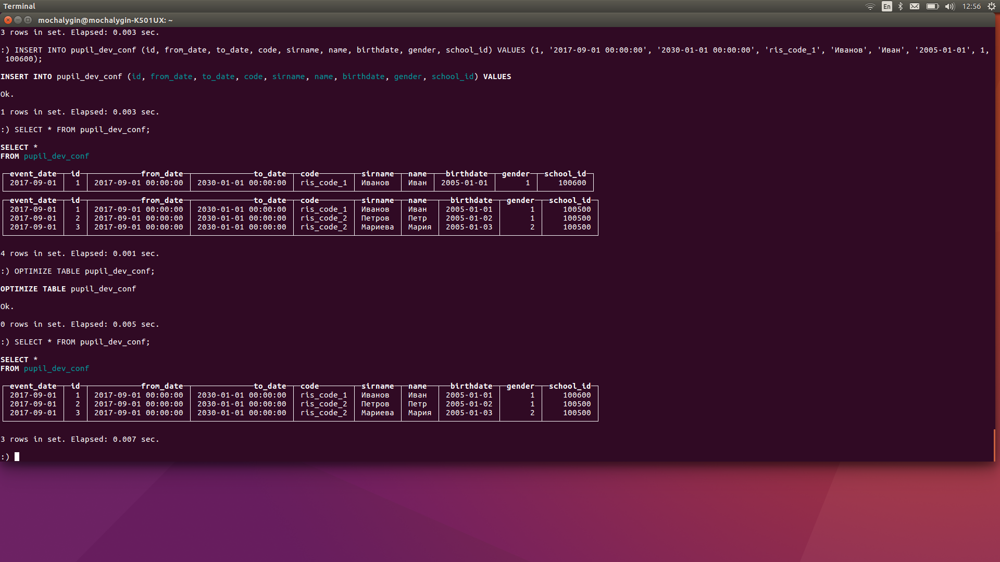 Terminal
En
12:56
mochalygin@mochalygin-K501UX: ~
3 rows in set. Elapsed: 0.003 sec.
:) INSERT INTO pupil_dev_conf (id, from_date, to_date, code, sirname, name, birthdate, gender, school_id) VALUES (1, '2017-09-01 00:00:00', '2030-01-01 00:00:00', 'ris_code_1', 'Иванов', 'Иван', '2005-01-01', 1,
100600);
INSERT INTO pupil_dev_conf (id, from_date, to_date, code, sirname, name, birthdate, gender, school_id) VALUES
Ok.
1 rows in set. Elapsed: 0.003 sec.
:) SELECT * FROM pupil_dev_conf;
SELECT *
FROM pupil_dev_conf
event_date id from_date to_date code sirname name birthdate gender school_id
2017-09-01 1 2017-09-01 00:00:00 2030-01-01 00:00:00 ris_code_1 Иванов Иван 2005-01-01 1 100600
event_date id from_date to_date code sirname name birthdate gender school_id
2017-09-01 1 2017-09-01 00:00:00 2030-01-01 00:00:00 ris_code_1 Иванов Иван 2005-01-01 1 100500
2017-09-01 2 2017-09-01 00:00:00 2030-01-01 00:00:00 ris_code_2 Петров Петр 2005-01-02 1 100500
2017-09-01 3 2017-09-01 00:00:00 2030-01-01 00:00:00 ris_code_2 Мариева Мария 2005-01-03 2 100500
4 rows in set. Elapsed: 0.001 sec.
:) OPTIMIZE TABLE pupil_dev_conf;
OPTIMIZE TABLE pupil_dev_conf
Ok.
0 rows in set. Elapsed: 0.005 sec.
:) SELECT * FROM pupil_dev_conf;
SELECT *
FROM pupil_dev_conf
event_date id from_date to_date code sirname name birthdate gender school_id
2017-09-01 1 2017-09-01 00:00:00 2030-01-01 00:00:00 ris_code_1 Иванов Иван 2005-01-01 1 100600
2017-09-01 2 2017-09-01 00:00:00 2030-01-01 00:00:00 ris_code_2 Петров Петр 2005-01-02 1 100500
2017-09-01 3 2017-09-01 00:00:00 2030-01-01 00:00:00 ris_code_2 Мариева Мария 2005-01-03 2 100500
3 rows in set. Elapsed: 0.007 sec.
:)